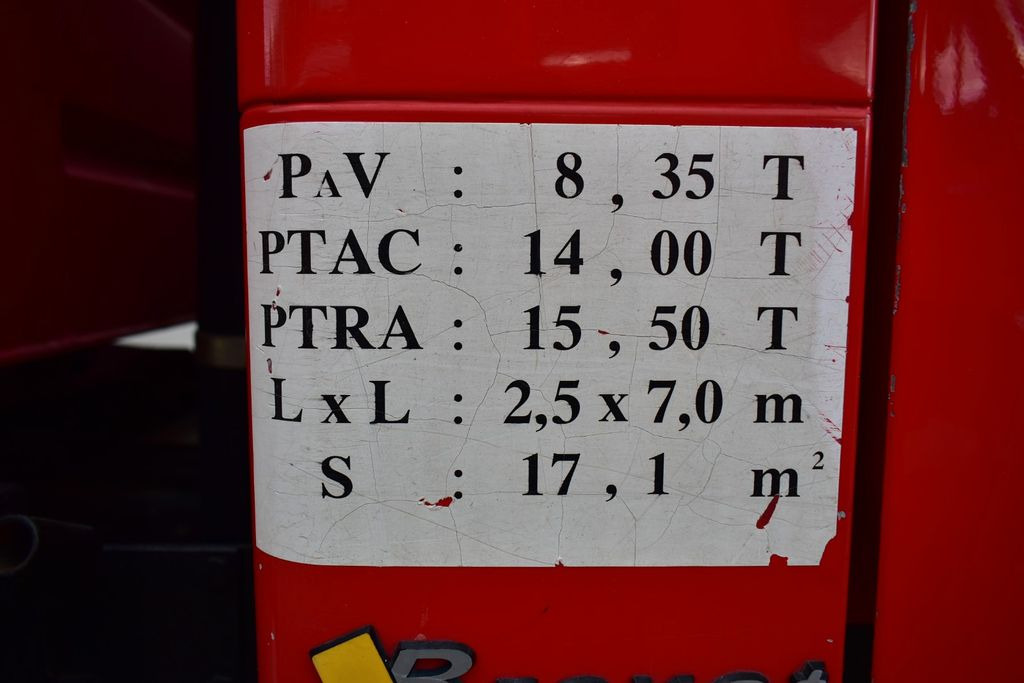 PAV : 8,35 T
PTAC : 14,00 T
PTRA : 15,50 T
L x L : 2,5 x 7,0 m
S : 17,1 m²